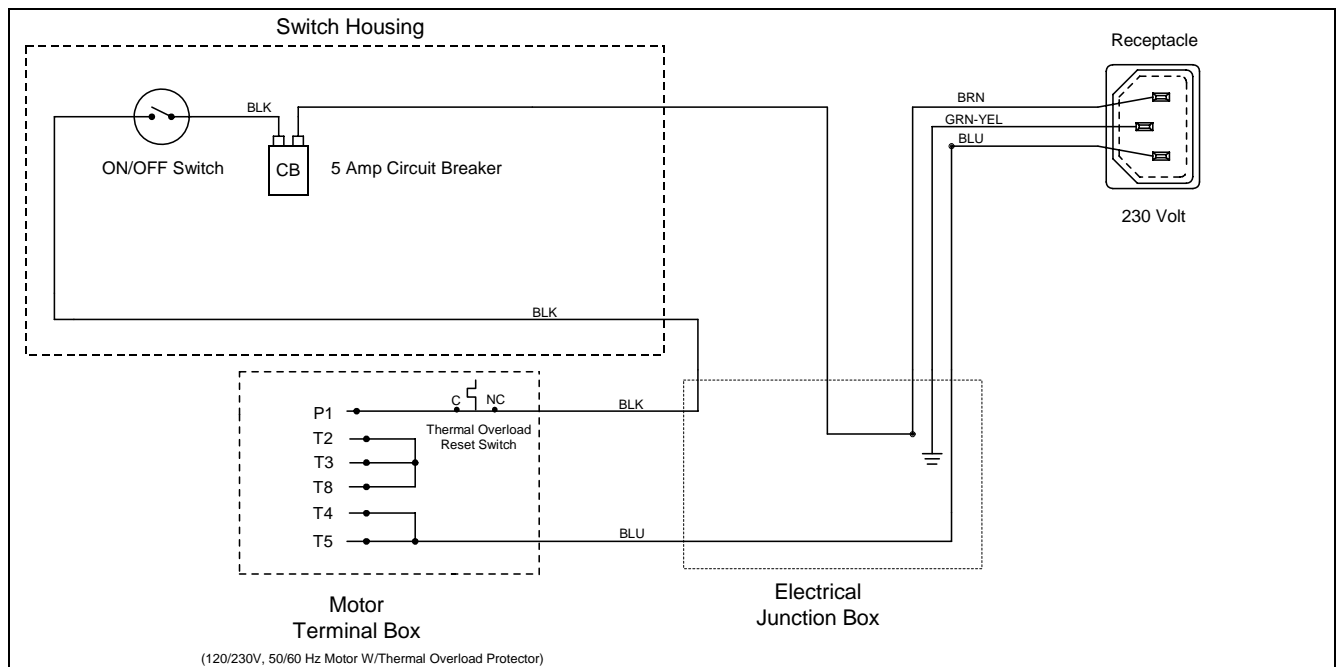 Switch Housing
Receptacle
BLK
BRN
GRN-YEL
BLU
ON/OFF Switch
CB
5 Amp Circuit Breaker
230 Volt
BLK
P1
C
NC
BLK
Thermal Overload
Reset Switch
T2
T3
T8
T4
T5
BLU
Electrical
Junction Box
Motor
Terminal Box
(120/230V, 50/60 Hz Motor W/Thermal Overload Protector)